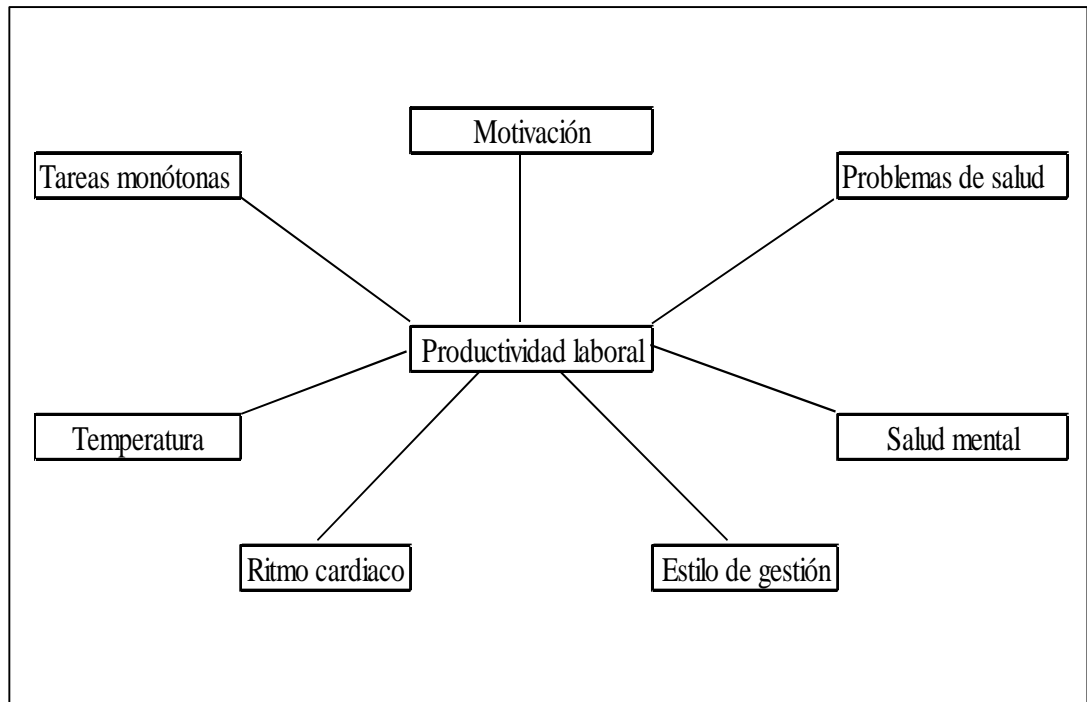 Motivación
Tareas monótonas
Problemas de salud
Productividad laboral
Temperatura
Salud mental
Ritmo cardiaco
Estilo de gestión